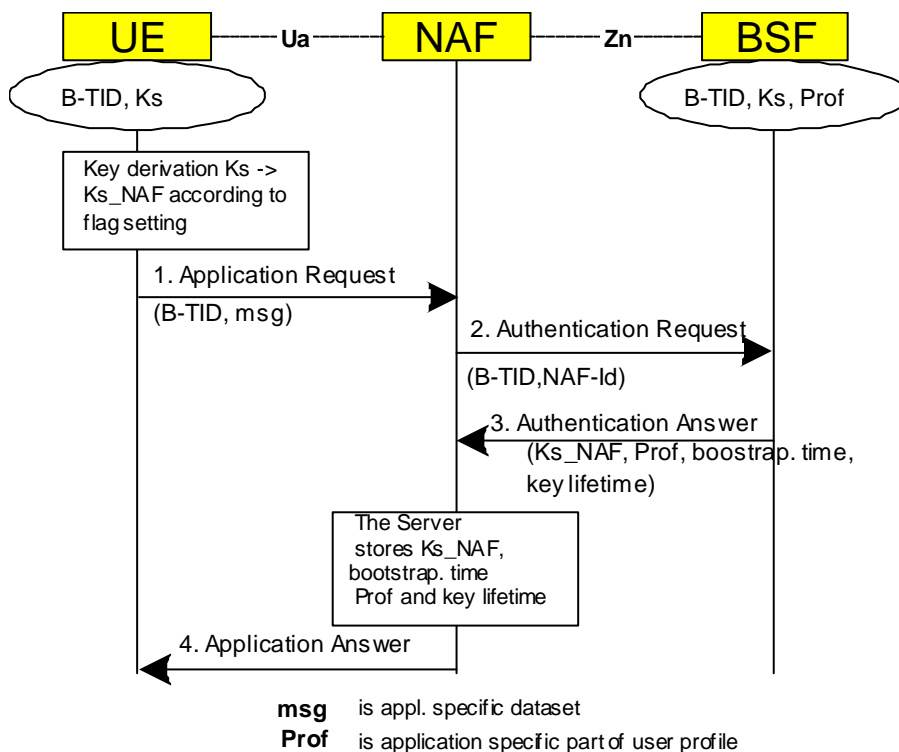 UE Ua NAF Zn BSF
B-TID, Ks
B-TID, Ks, Prof
Key derivation Ks ->
Ks_NAF according to
flag setting
1. Application Request
(B-TID, msg)
2. Authentication Request
(B-TID,NAF-Id)
3. Authentication Answer
(Ks_NAF, Prof, boostrap. time,
key lifetime)
The Server
stores Ks_NAF,
bootstrap. time
Prof and key lifetime
4. Application Answer
msg is appl. specific dataset
Prof is application specific part of user profile